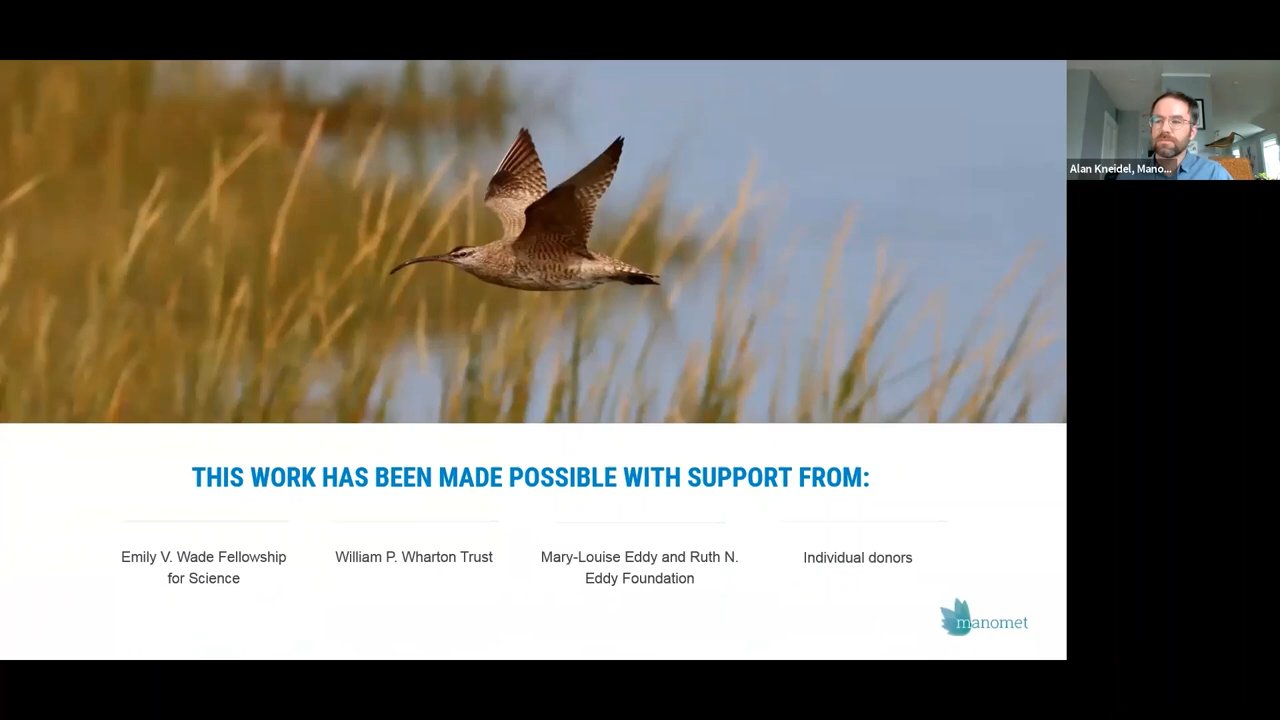 Alan Kneidel, Mano...
THIS WORK HAS BEEN MADE POSSIBLE WITH SUPPORT FROM:
Emily V. Wade Fellowship
for Science
William P. Wharton Trust
Mary-Louise Eddy and Ruth N.
Eddy Foundation
Individual donors
manomet